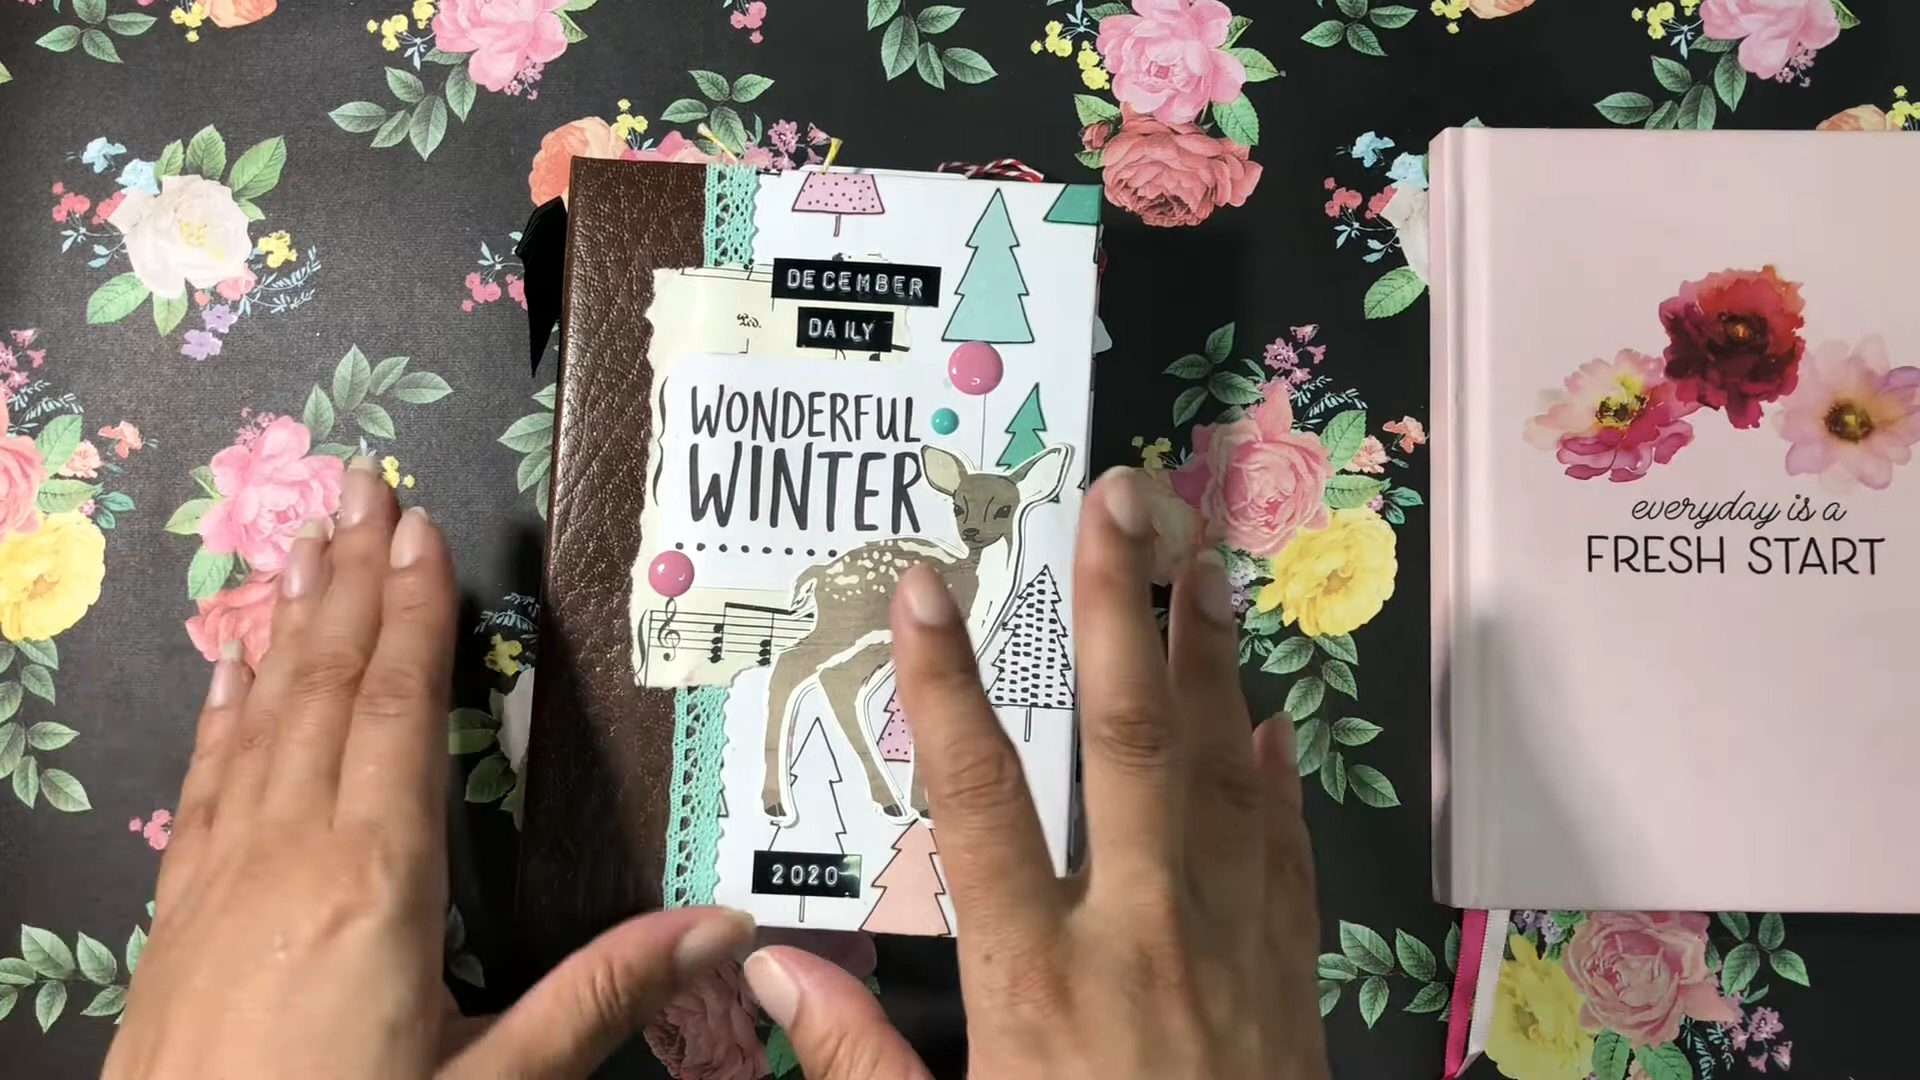 DECEMBER
DAILY
WONDERFUL
WINTER
2020
everyday is a
FRESH START